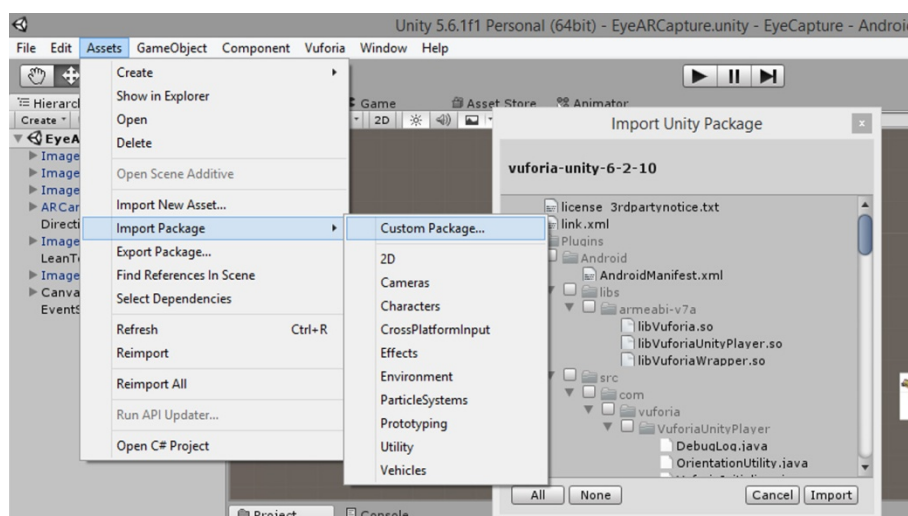 Unity 5.6.1f1 Personal (64bit) - EyeARCapture.unity - EyeCapture - Android
File Edit Assets GameObject Component Vuforia Window Help
Create
Show in Explorer
Open
Delete
Open Scene Additive
Import New Asset...
Import Package
Export Package...
Find References In Scene
Select Dependencies
Refresh Ctrl+R
Reimport
Reimport All
Run API Updater...
Open C# Project
Custom Package...
2D
Cameras
Characters
CrossPlatformInput
Effects
Environment
ParticleSystems
Prototyping
Utility
Vehicles
Hierarc
Create
EyeA
Image
Image
Image
ARCar
Directi
Image
LeanT
Image
Canva
EventS
Game Asset Store Animator
2D
Import Unity Package
x
vuforia-unity-6-2-10
license_3rdpartynotice.txt
link.xml
Plugins
Android
AndroidManifest.xml
libs
armeabi-v7a
libVuforia.so
libVuforiaUnityPlayer.so
libVuforiaWrapper.so
src
com
vuforia
VuforiaUnityPlayer
DebugLog.java
OrientationUtility.java
All None Cancel Import
Project Console